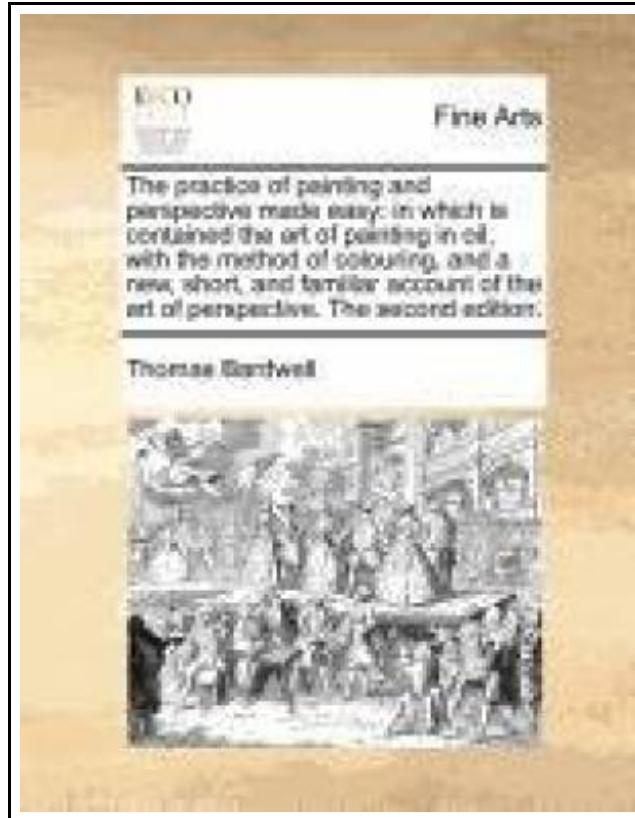 ECCO
Fine Arts
The practice of painting and
perspective made easy: in which is
contained the art of painting in oil,
with the method of colouring, and a
new, short, and familiar account of the
art of perspective. The second edition.
Thomas Bardwell